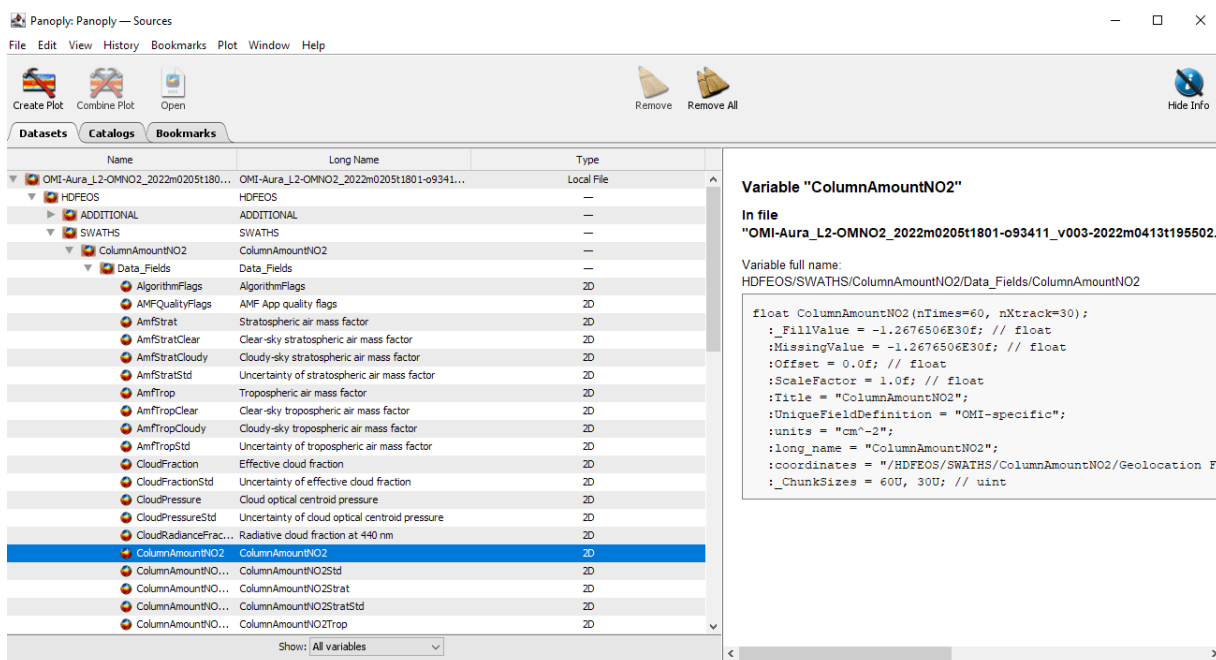 Panoply: Panoply — Sources
File Edit View History Bookmarks Plot Window Help
Create Plot Combine Plot Open Remove Remove All Hide Info
Datasets Catalogs Bookmarks
Name Long Name Type
OMI-Aura_L2-OMNO2_2022m0205t180... OMI-Aura_L2-OMNO2_2022m0205t1801-o9341... Local File
HDFEOS HDFEOS —
ADDITIONAL ADDITIONAL —
SWATHS SWATHS —
ColumnAmountNO2 ColumnAmountNO2 —
Data_Fields Data_Fields —
AlgorithmFlags AlgorithmFlags 2D
AMFQualityFlags AMF App quality flags 2D
AmfStrat Stratospheric air mass factor 2D
AmfStratClear Clear-sky stratospheric air mass factor 2D
AmfStratCloudy Cloudy-sky stratospheric air mass factor 2D
AmfStratStd Uncertainty of stratospheric air mass factor 2D
AmfTrop Tropospheric air mass factor 2D
AmfTropClear Clear-sky tropospheric air mass factor 2D
AmfTropCloudy Cloudy-sky tropospheric air mass factor 2D
AmfTropStd Uncertainty of tropospheric air mass factor 2D
CloudFraction Effective cloud fraction 2D
CloudFractionStd Uncertainty of effective cloud fraction 2D
CloudPressure Cloud optical centroid pressure 2D
CloudPressureStd Uncertainty of cloud optical centroid pressure 2D
CloudRadianceFrac... Radiative cloud fraction at 440 nm 2D
ColumnAmountNO2 ColumnAmountNO2 2D
ColumnAmountNO... ColumnAmountNO2Std 2D
ColumnAmountNO... ColumnAmountNO2Strat 2D
ColumnAmountNO... ColumnAmountNO2StratStd 2D
ColumnAmountNO... ColumnAmountNO2Trop 2D
Show: All variables
Variable "ColumnAmountNO2"
In file
"OMI-Aura_L2-OMNO2_2022m0205t1801-o93411_v003-2022m0413t195502.
Variable full name:
HDFEOS/SWATHS/ColumnAmountNO2/Data_Fields/ColumnAmountNO2
float ColumnAmountNO2(nTimes=60, nXtrack=30);
:_FillValue = -1.2676506E30f; // float
:MissingValue = -1.2676506E30f; // float
:Offset = 0.0f; // float
:ScaleFactor = 1.0f; // float
:Title = "ColumnAmountNO2";
:UniqueFieldDefinition = "OMI-specific";
:units = "cm^-2";
:long_name = "ColumnAmountNO2";
:coordinates = "/HDFEOS/SWATHS/ColumnAmountNO2/Geolocation F
:_ChunkSizes = 60U, 30U; // uint